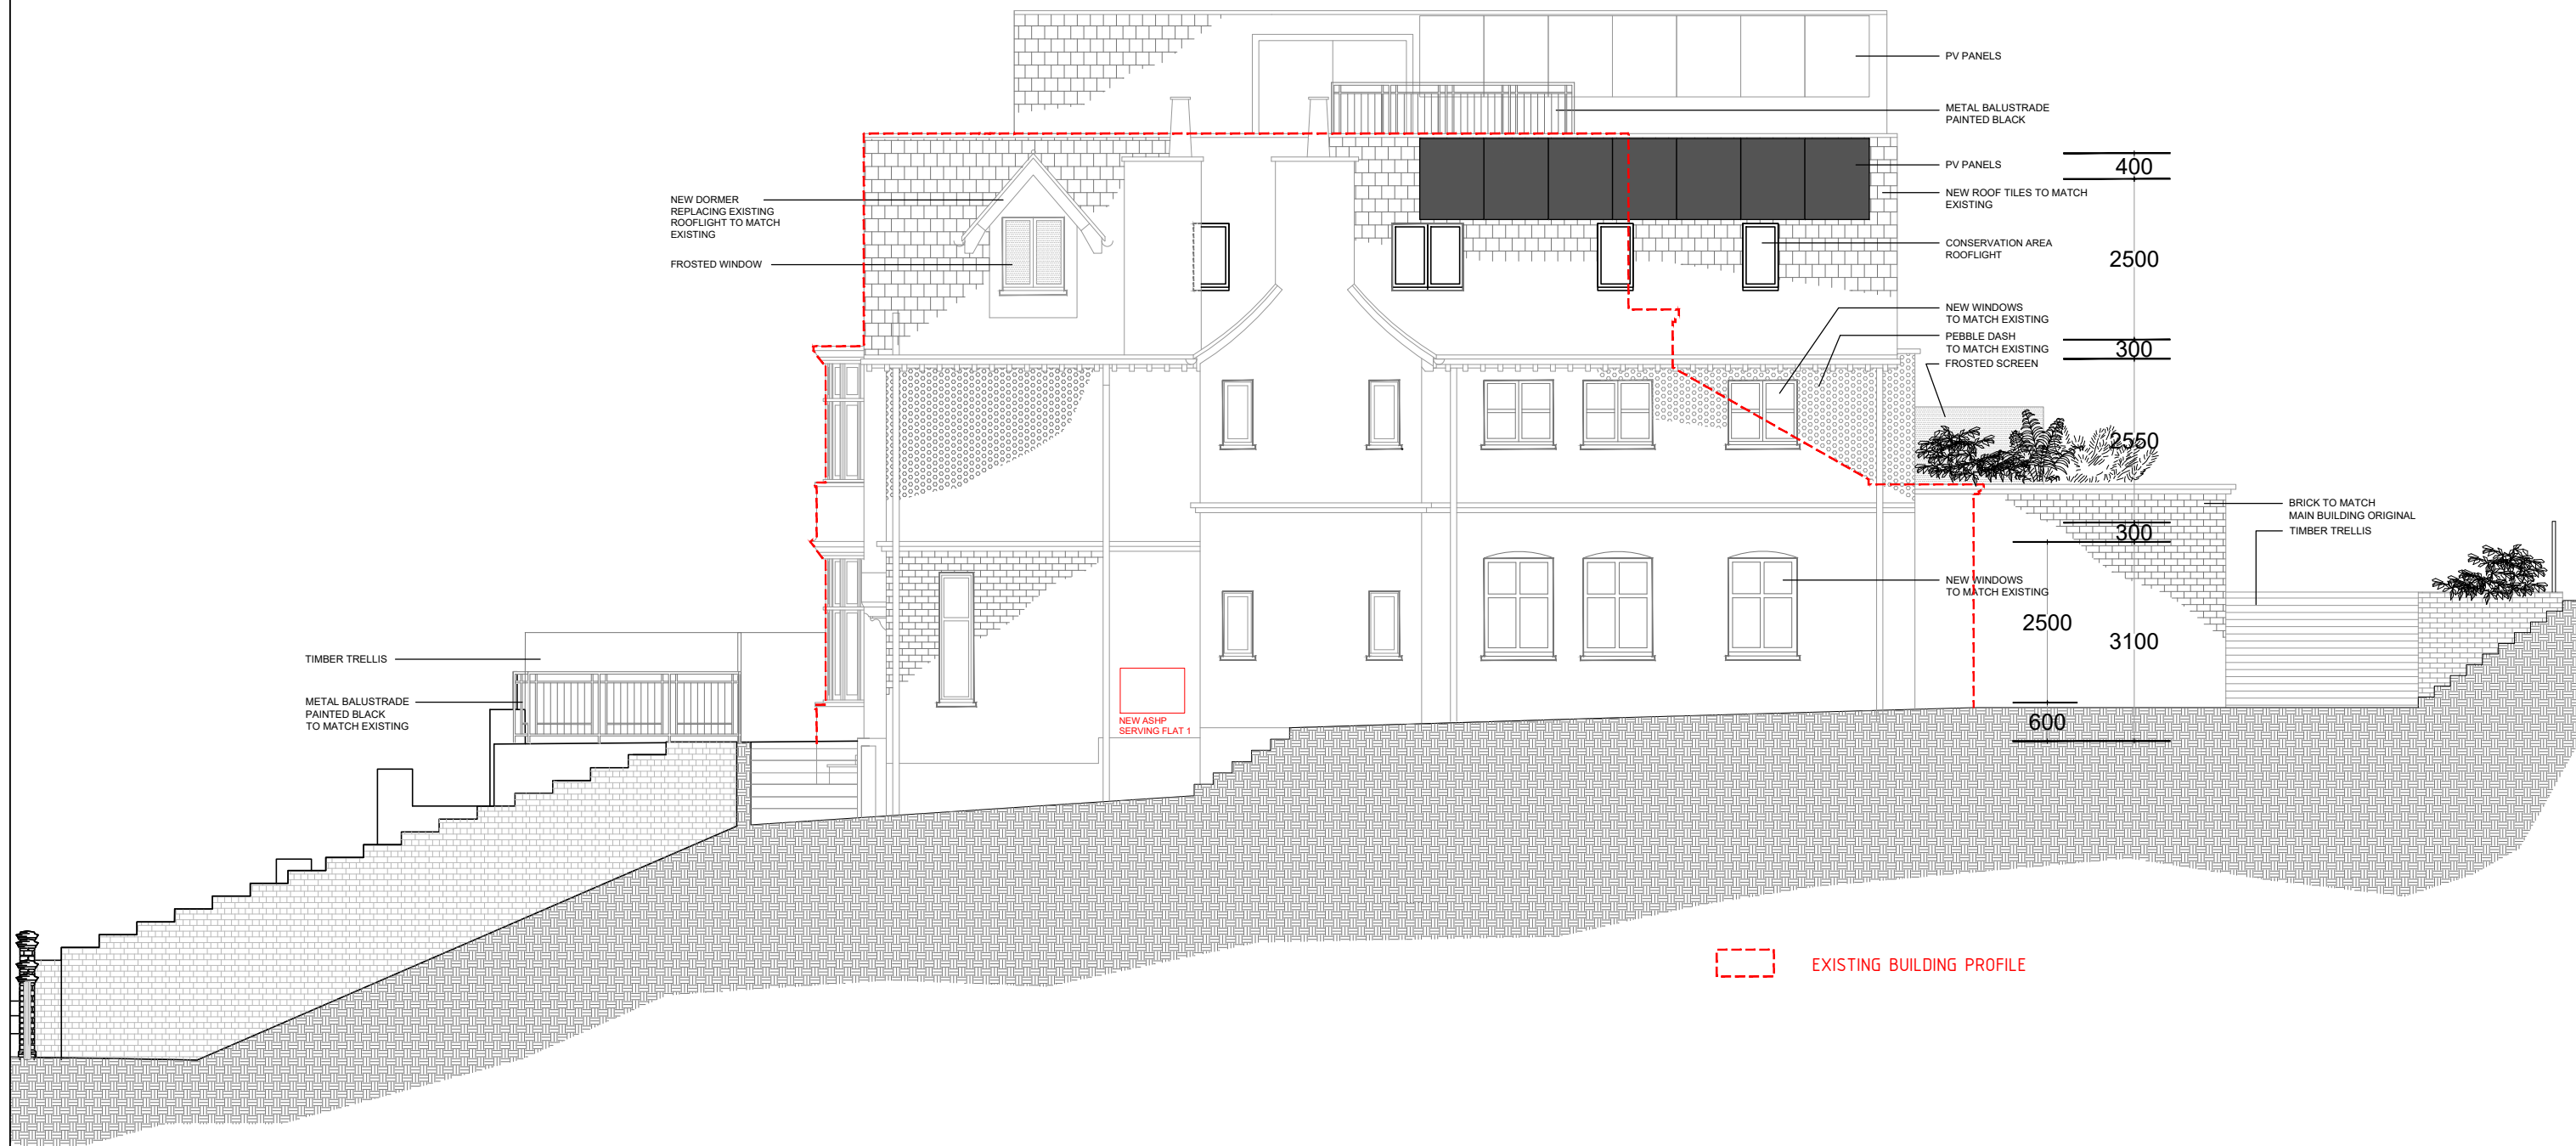 PV PANELS
METAL BALUSTRADE
PAINTED BLACK
PV PANELS
400
NEW ROOF TILES TO MATCH
EXISTING
NEW DORMER
REPLACING EXISTING
ROOFLIGHT TO MATCH
EXISTING
FROSTED WINDOW
CONSERVATION AREA
ROOFLIGHT
2500
NEW WINDOWS
TO MATCH EXISTING
PEBBLE DASH
TO MATCH EXISTING
300
FROSTED SCREEN
2550
BRICK TO MATCH
MAIN BUILDING ORIGINAL
TIMBER TRELLIS
300
NEW WINDOWS
TO MATCH EXISTING
2500
3100
TIMBER TRELLIS
METAL BALUSTRADE
PAINTED BLACK
TO MATCH EXISTING
NEW ASHP
SERVING FLAT 1
600
EXISTING BUILDING PROFILE